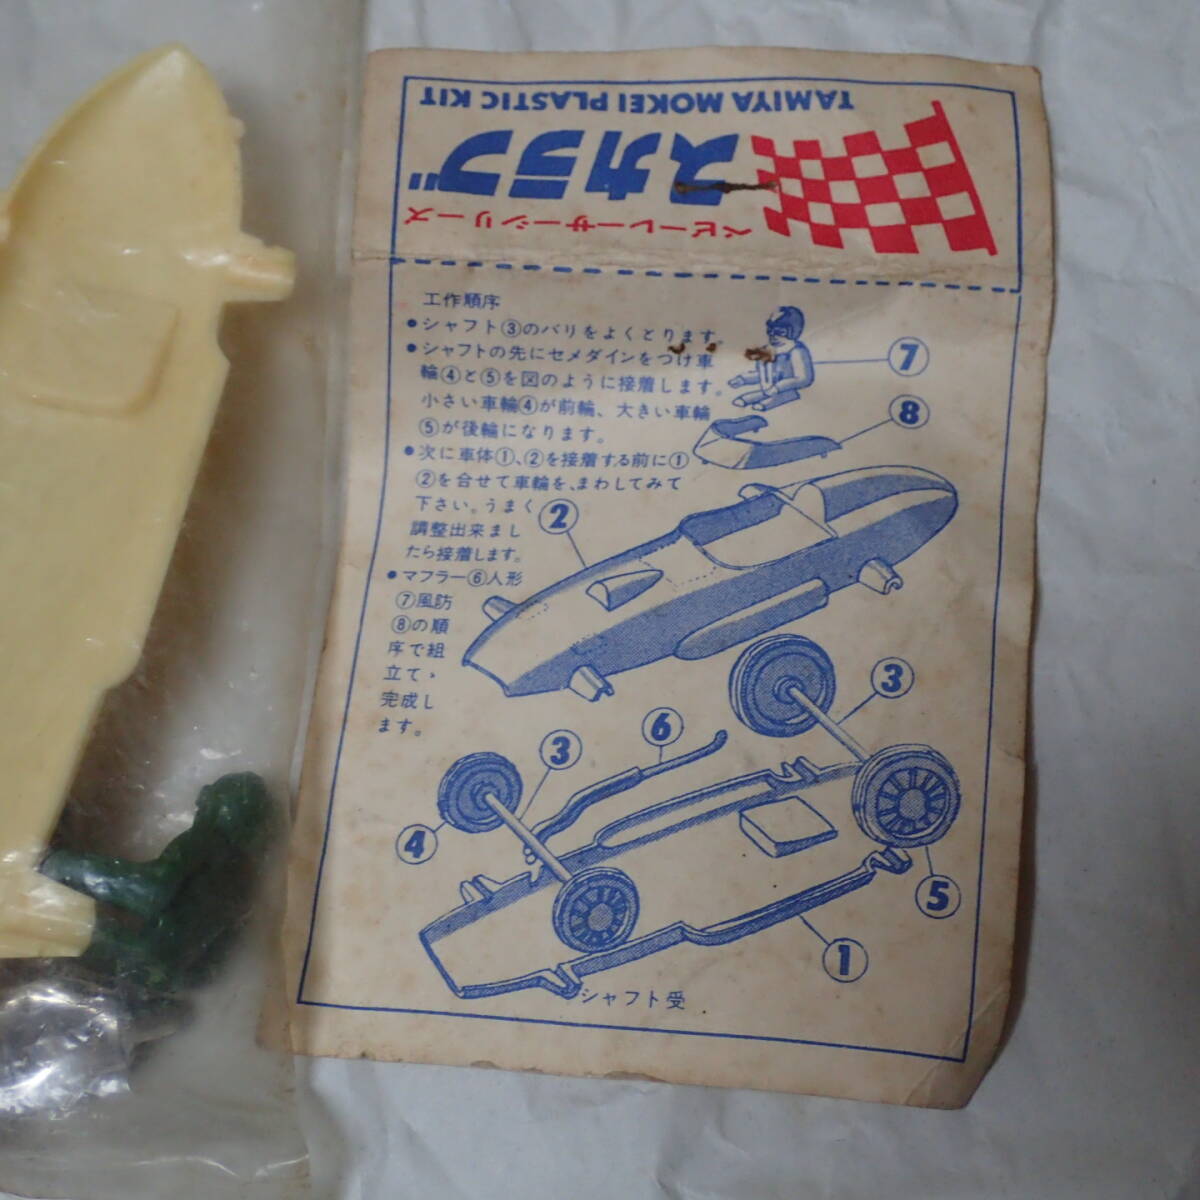 TAMIYA MOKEI PLASTIC KIT
スカラブ
ベビーレーサーシリーズ
工作順序
●シャフト③のバリをよくとります。
●シャフトの先にセメダインをつけ車
輪④と⑤を図のように接着します。
小さい車輪④が前輪、大きい車輪
⑤が後輪になります。
●次に車体①、②を接着する前に①
②を合せて車輪を、まわしてみて
下さい。うまく
調整出来まし
たら接着します。
●マフラー⑥人形
⑦風防
⑧の順
序で組
立て、
完成し
ます。
7
8
2
3
6
3
4
5
1
シャフト受